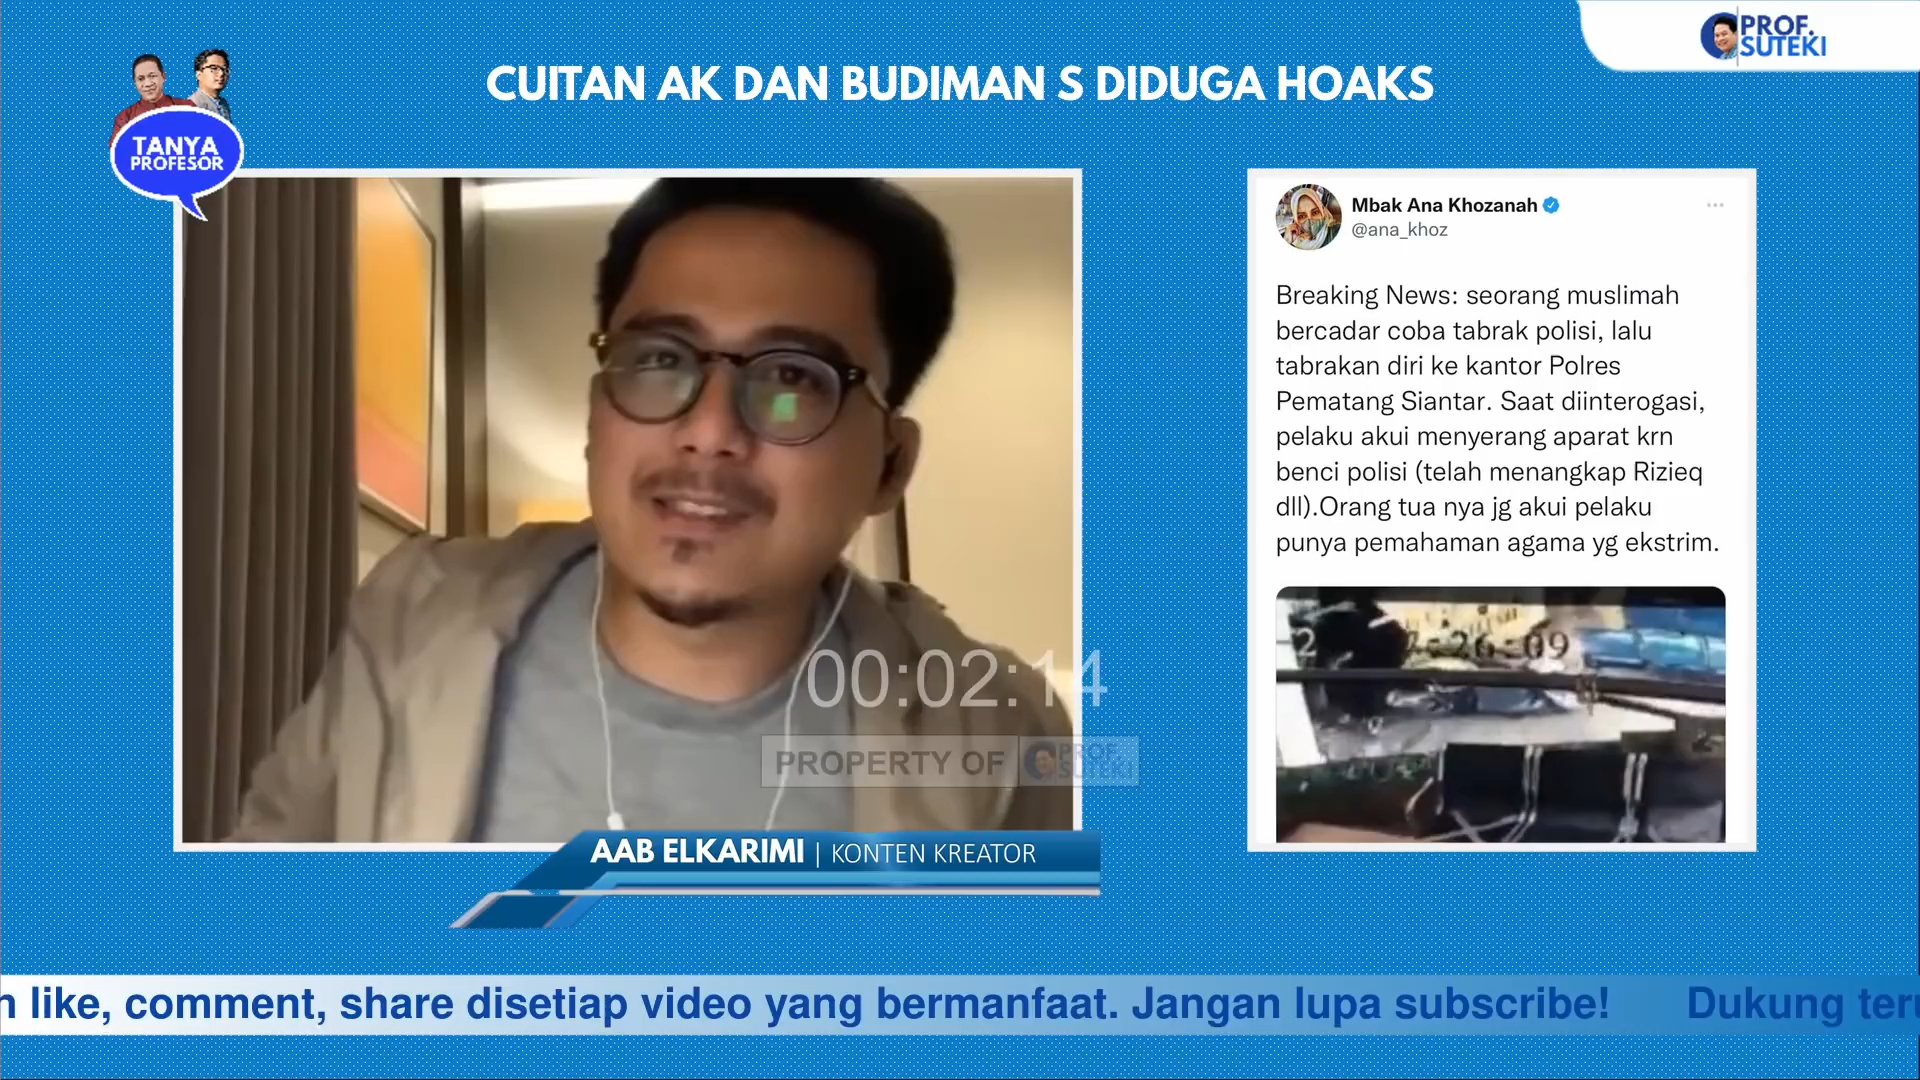 PROF.
SUTEKI
CUITAN AK DAN BUDIMAN S DIDUGA HOAKS
TANYA
PROFESOR
Mbak Ana Khozanah
@ana_khoz
Breaking News: seorang muslimah
bercadar coba tabrak polisi, lalu
tabrakan diri ke kantor Polres
Pematang Siantar. Saat diinterogasi,
pelaku akui menyerang aparat krn
benci polisi (telah menangkap Rizieq
dll).Orang tua nya jg akui pelaku
punya pemahaman agama yg ekstrim.
00:02:14
PROPERTY OF PROF. SUTEKI
AAB ELKARIMI | KONTEN KREATOR
like, comment, share disetiap video yang bermanfaat. Jangan lupa subscribe! Dukung